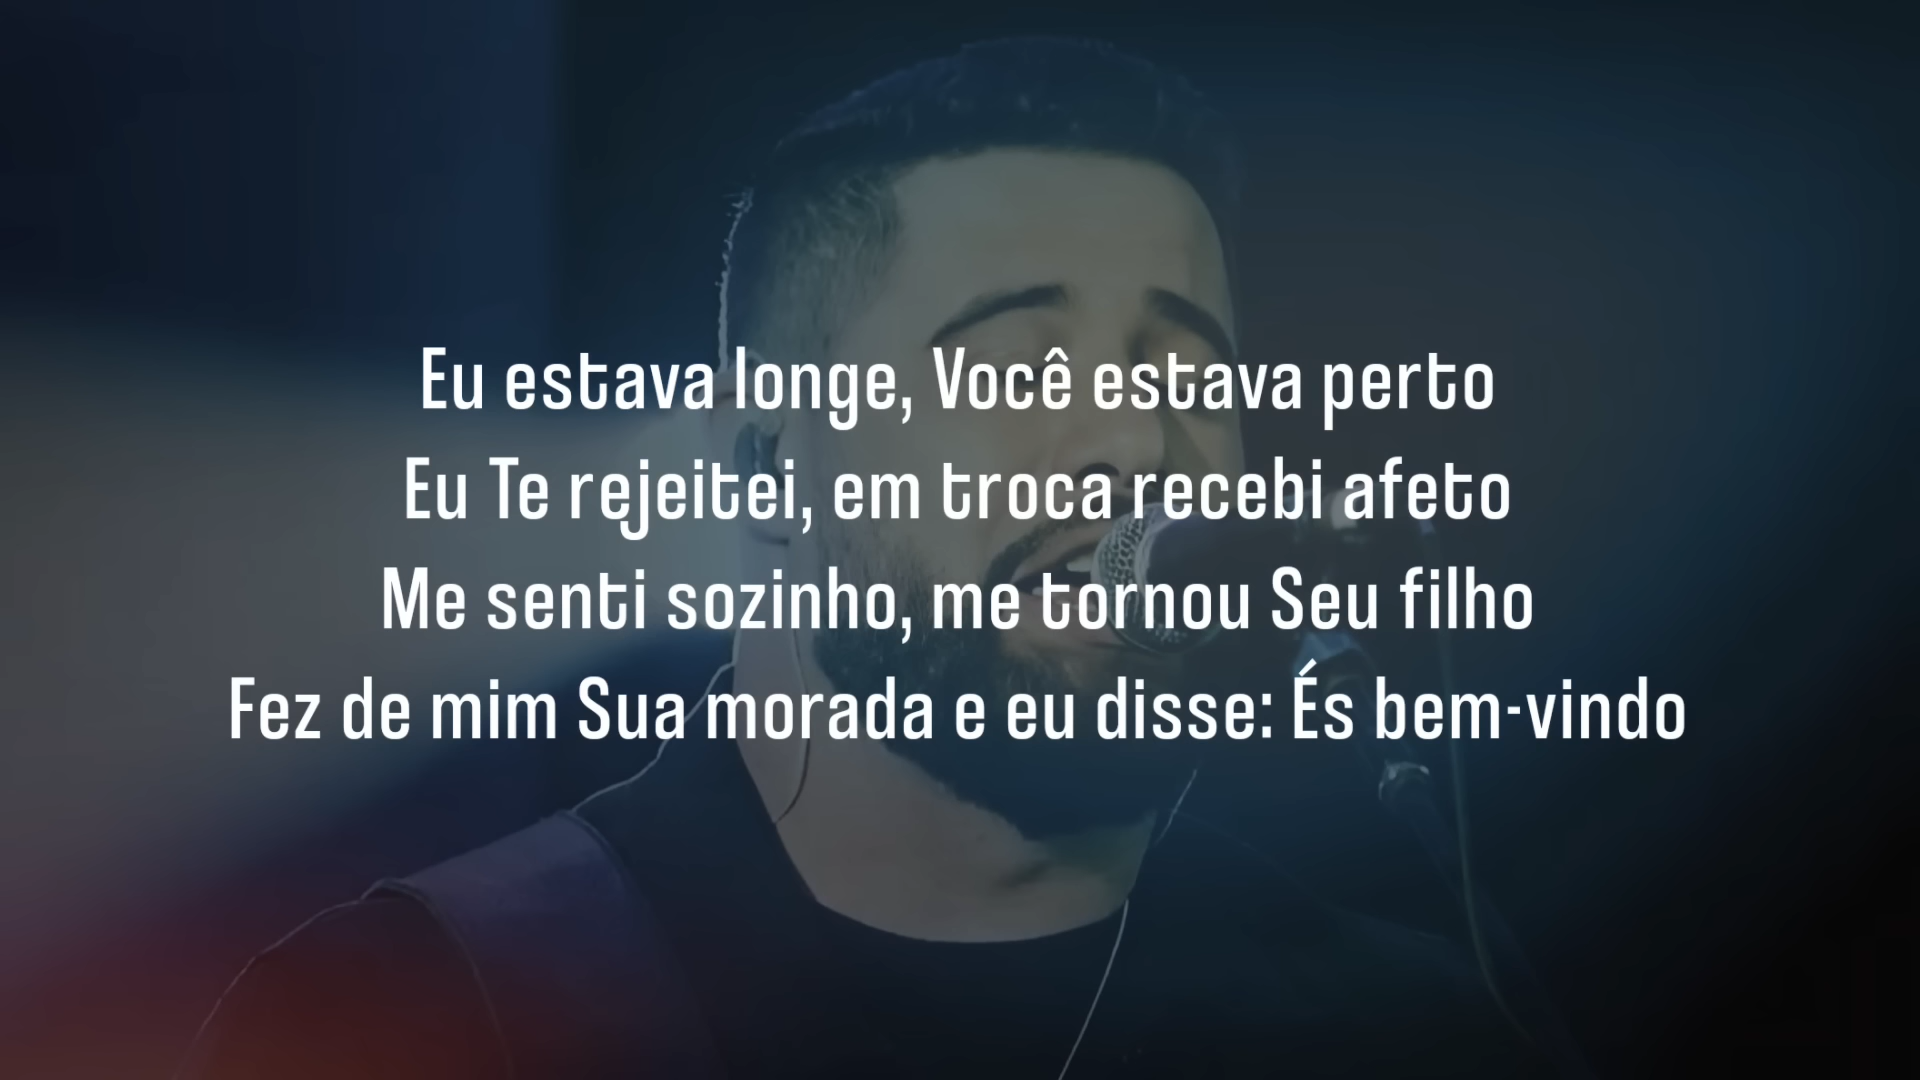 Eu estava longe, Você estava perto
Eu Te rejeitei, em troca recebi afeto
Me senti sozinho, me tornou Seu filho
Fez de mim Sua morada e eu disse: És bem-vindo